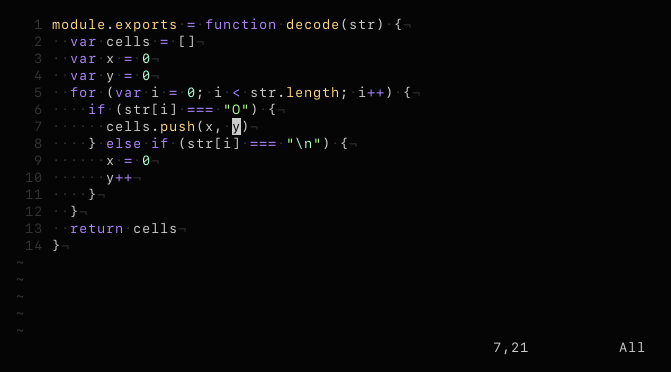 1 module.exports = function decode(str) {¬
2 ··var cells = []¬
3 ··var x = 0¬
4 ··var y = 0¬
5 ··for (var i = 0; i < str.length; i++) {¬
6 ····if (str[i] === "O") {¬
7 ······cells.push(x, y)¬
8 ····} else if (str[i] === "\n") {¬
9 ······x = 0¬
10 ······y++¬
11 ····}¬
12 ··}¬
13 ··return cells¬
14 }¬
~
~
~
~
~
7,21 All